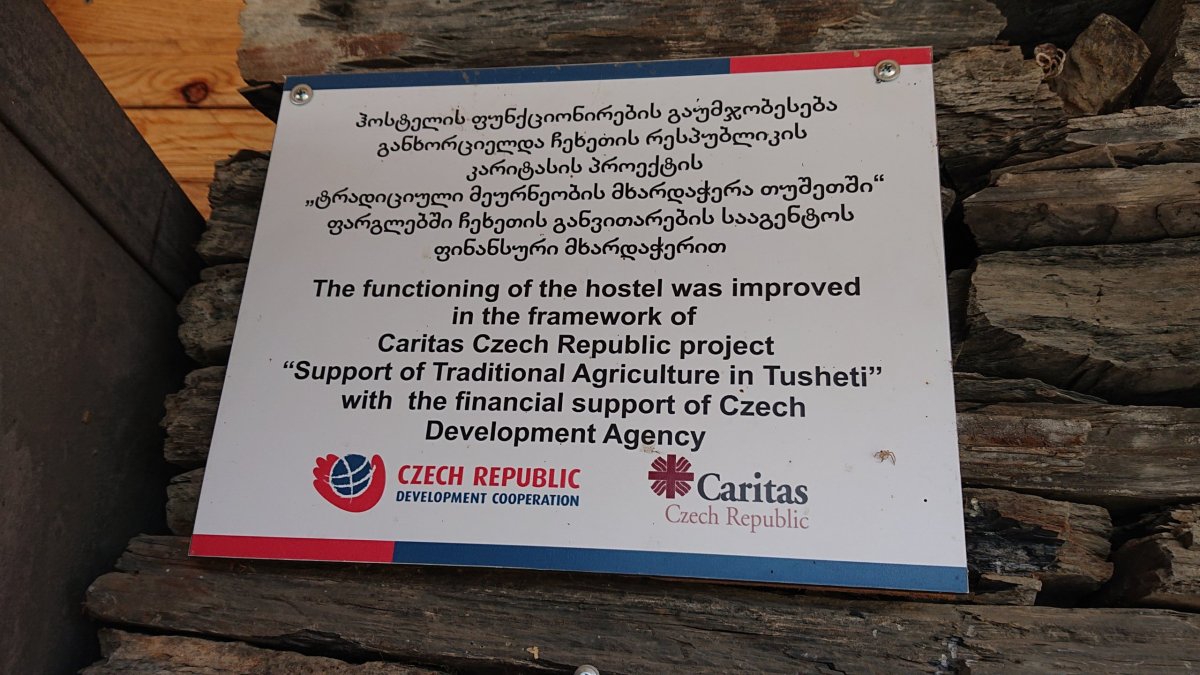 ჰოსტელის ფუნქციონირების გაუმჯობესება
განხორციელდა ჩეხეთის რესპუბლიკის
კარიტასის პროექტის
„ტრადიციული მეურნეობის მხარდაჭერა თუშეთში“
ფარგლებში ჩეხეთის განვითარების სააგენტოს
ფინანსური მხარდაჭერით
The functioning of the hostel was improved
in the framework of
Caritas Czech Republic project
“Support of Traditional Agriculture in Tusheti”
with the financial support of Czech
Development Agency
CZECH REPUBLIC
DEVELOPMENT COOPERATION
Caritas
Czech Republic